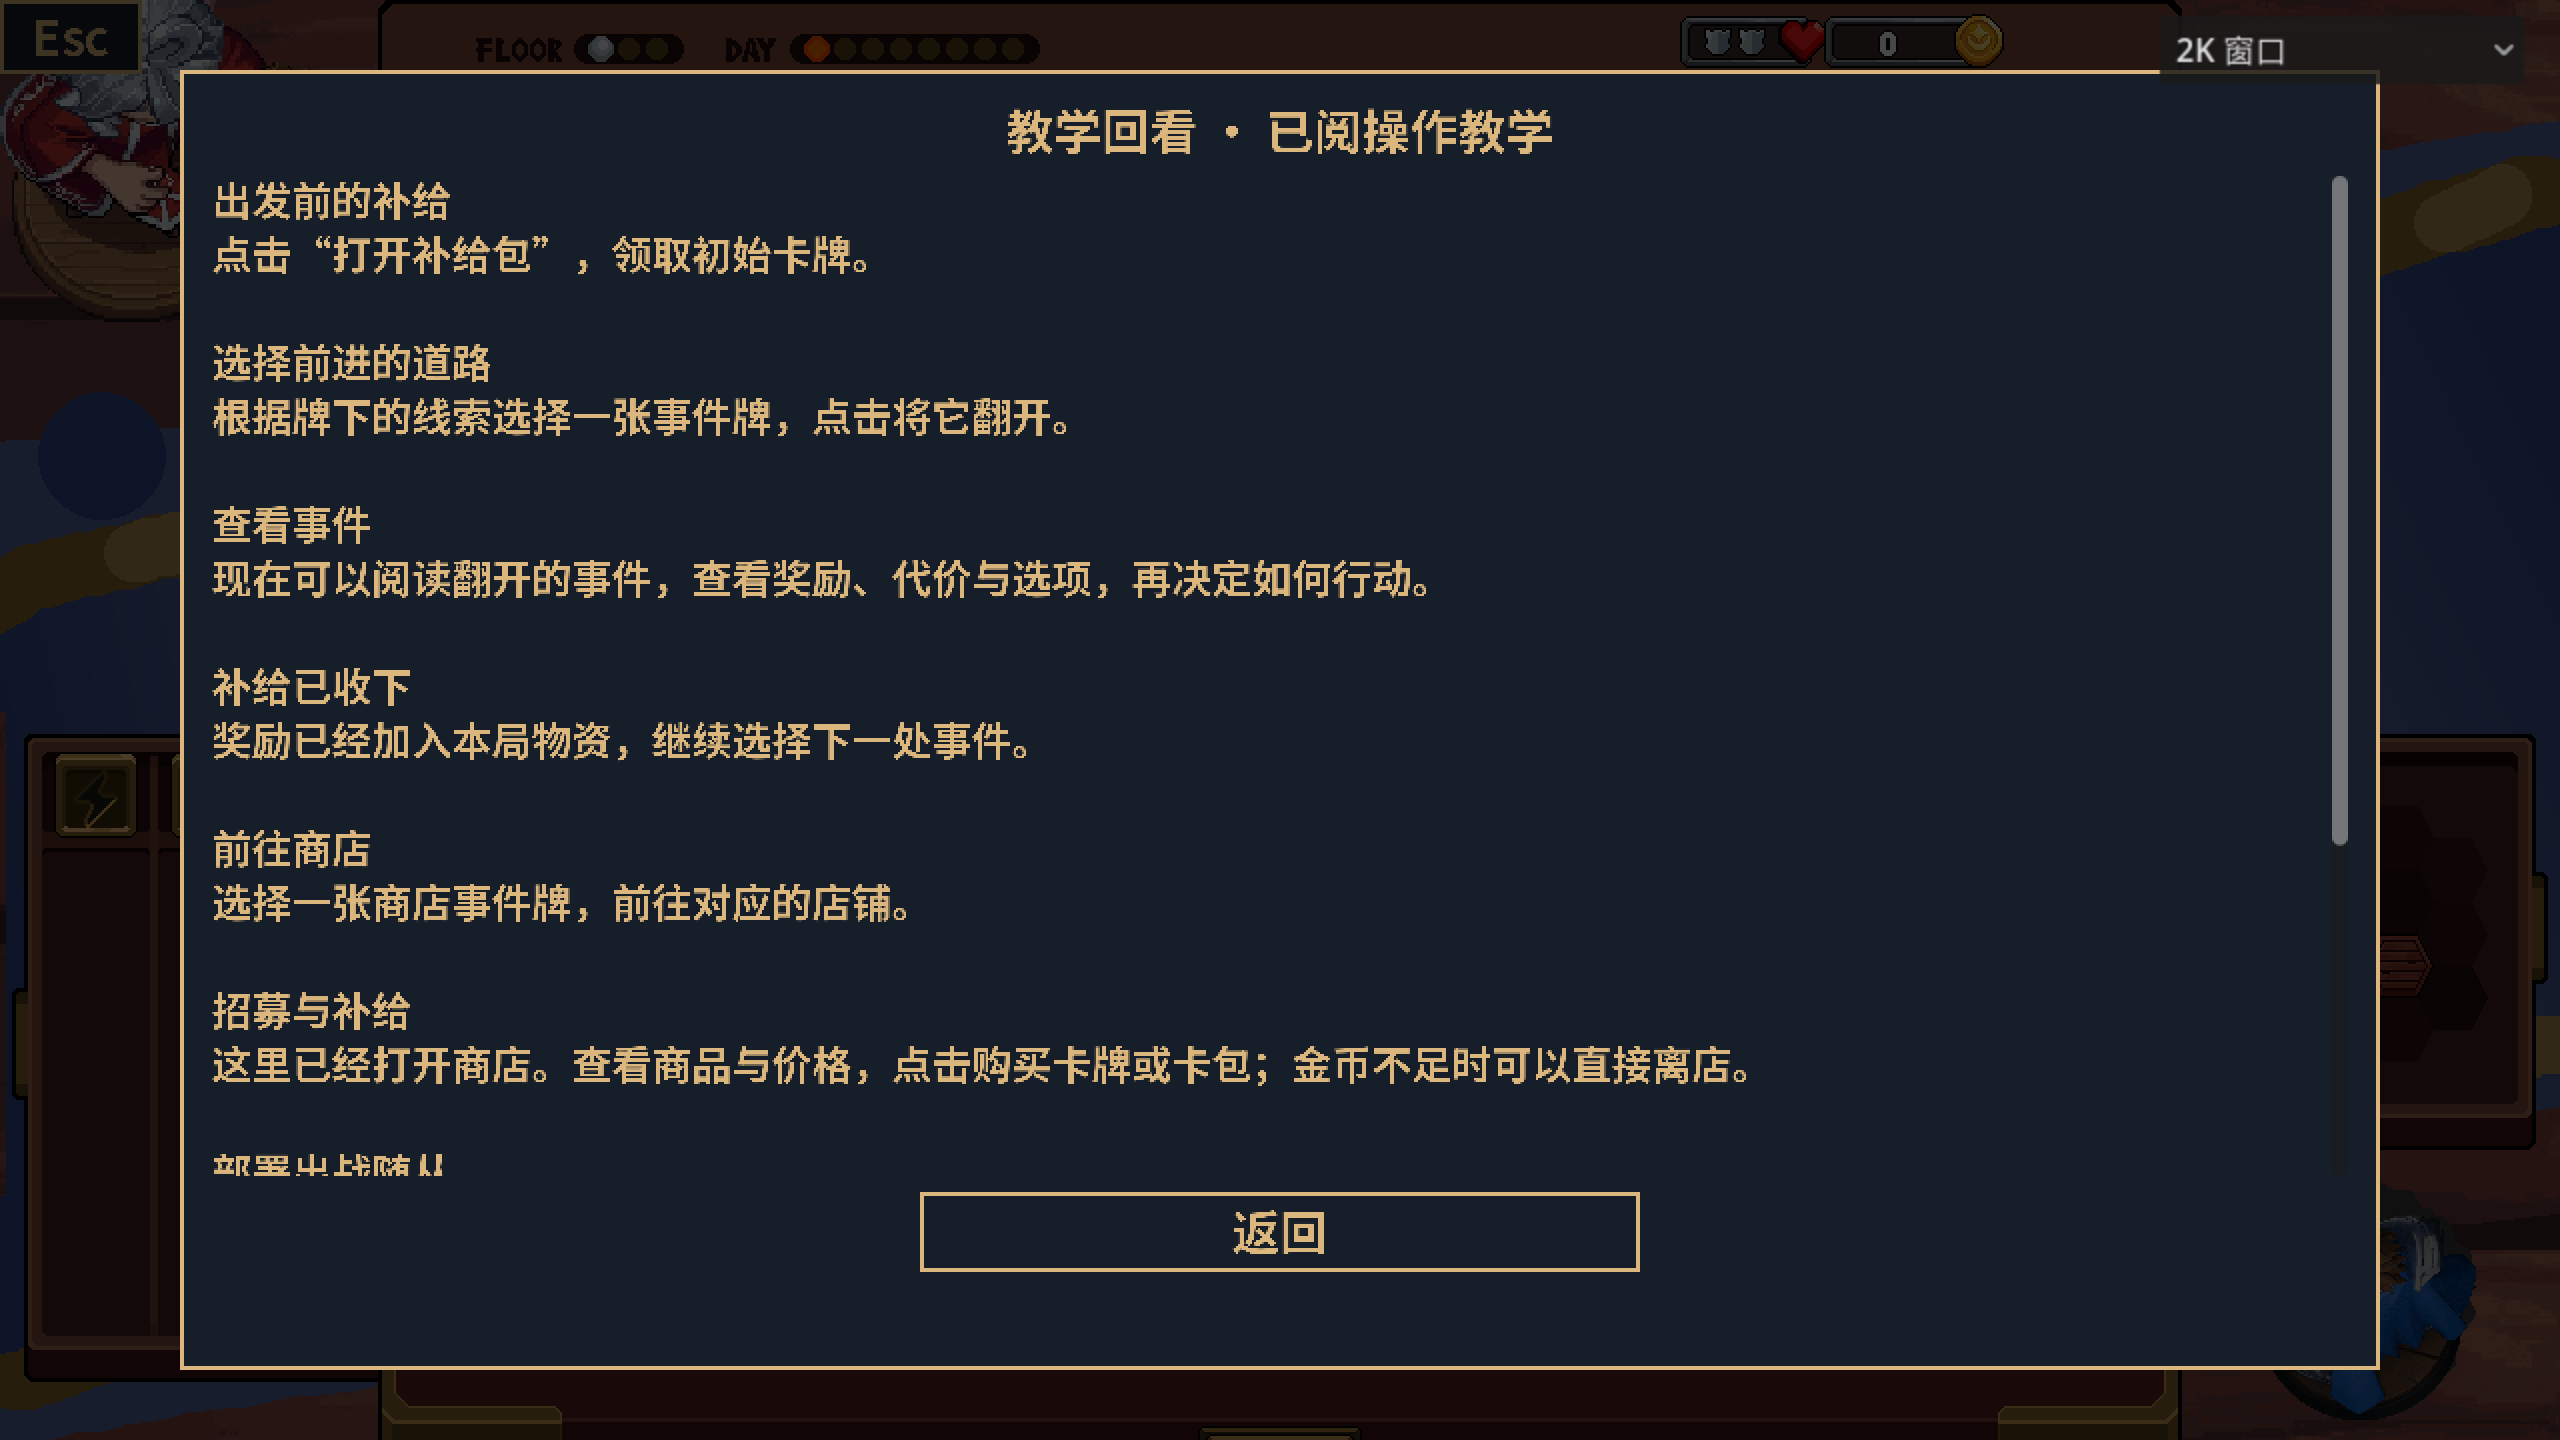 Esc
FLOOR
DAY
0
2K 窗口
教学回看 · 已阅操作教学
出发前的补给
点击“打开补给包”，领取初始卡牌。
选择前进的道路
根据牌下的线索选择一张事件牌，点击将它翻开。
查看事件
现在可以阅读翻开的事件，查看奖励、代价与选项，再决定如何行动。
补给已收下
奖励已经加入本局物资，继续选择下一处事件。
前往商店
选择一张商店事件牌，前往对应的店铺。
招募与补给
这里已经打开商店。查看商品与价格，点击购买卡牌或卡包；金币不足时可以直接离店。
部署出战随从
返回